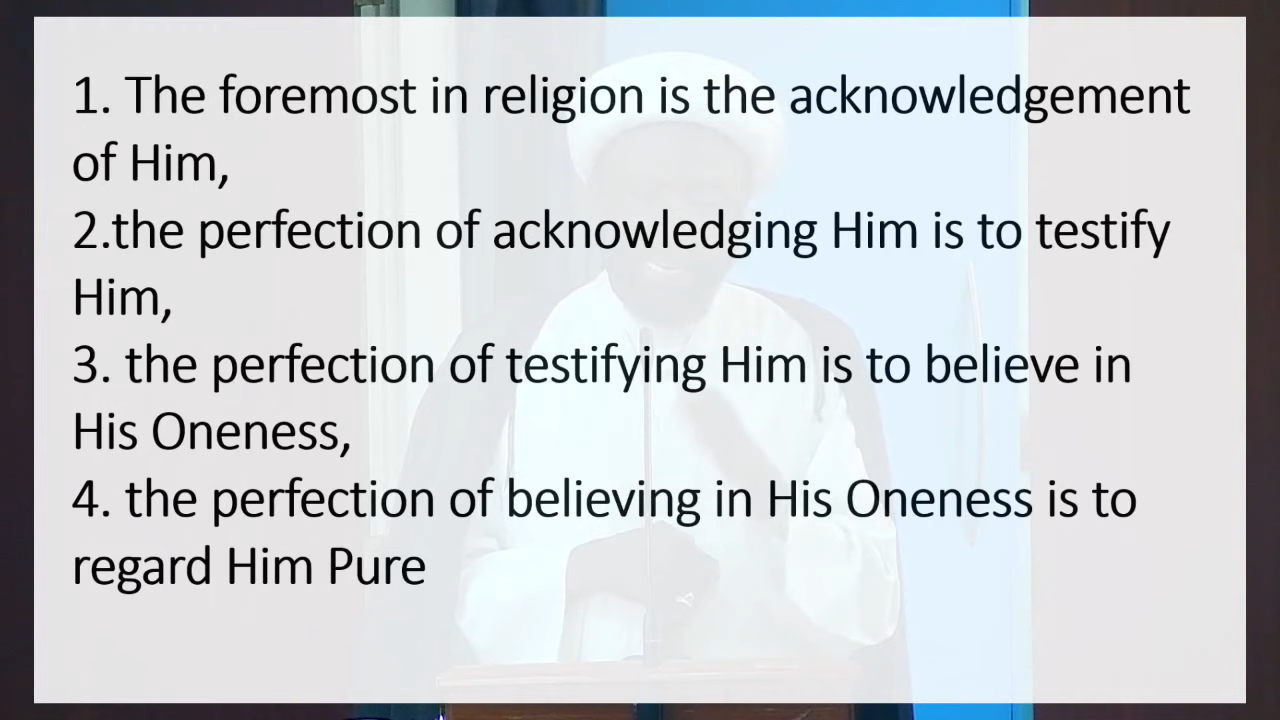 1. The foremost in religion is the acknowledgement
of Him,
2.the perfection of acknowledging Him is to testify
Him,
3. the perfection of testifying Him is to believe in
His Oneness,
4. the perfection of believing in His Oneness is to
regard Him Pure